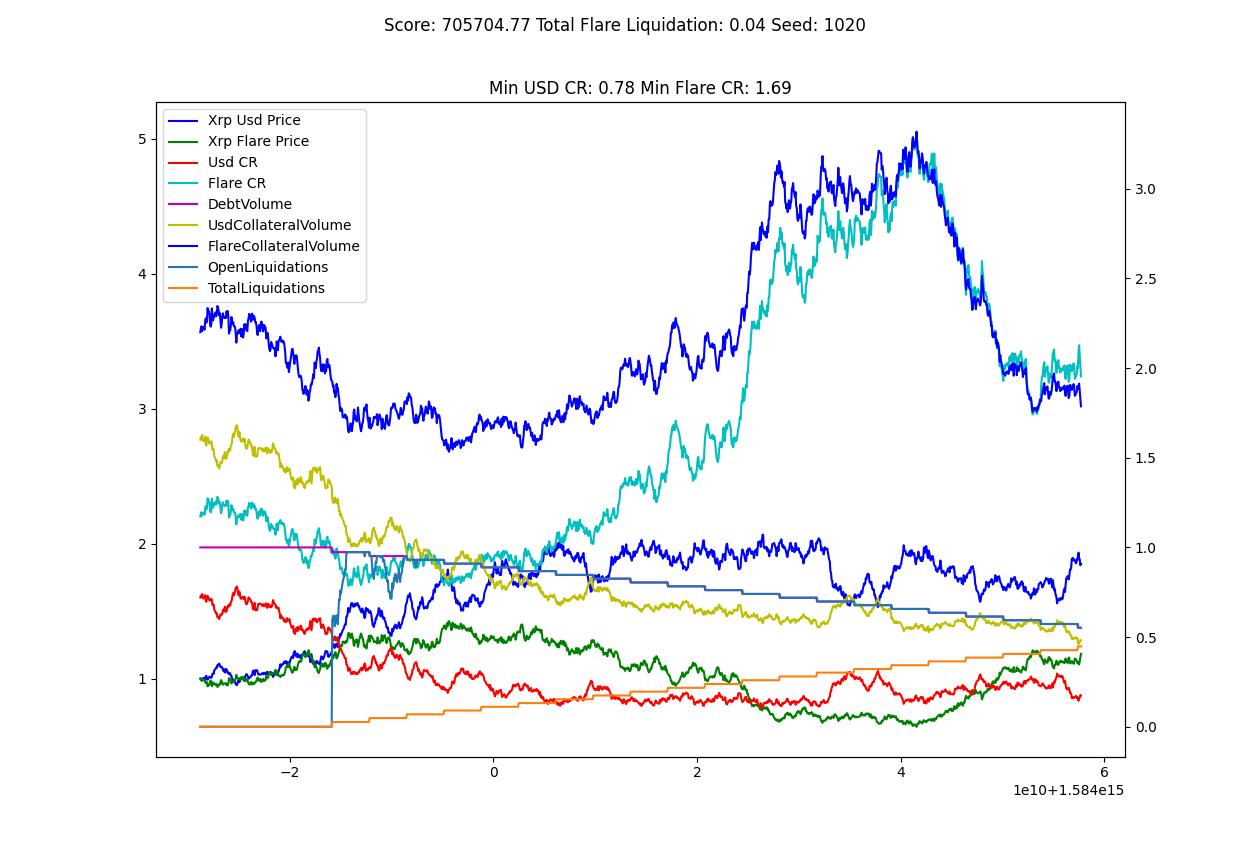 Score: 705704.77 Total Flare Liquidation: 0.04 Seed: 1020
Min USD CR: 0.78 Min Flare CR: 1.69
Xrp Usd Price
Xrp Flare Price
Usd CR
Flare CR
DebtVolume
UsdCollateralVolume
FlareCollateralVolume
OpenLiquidations
TotalLiquidations
5
4
3
2
1
3.0
2.5
2.0
1.5
1.0
0.5
0.0
−2 0 2 4 6
1e10+1.584e15